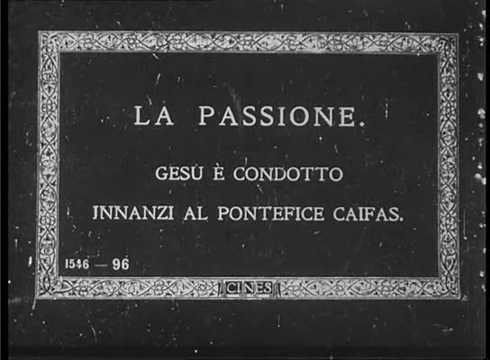 LA PASSIONE.
GESÙ È CONDOTTO
INNANZI AL PONTEFICE CAIFAS.
1546 — 96
CINES